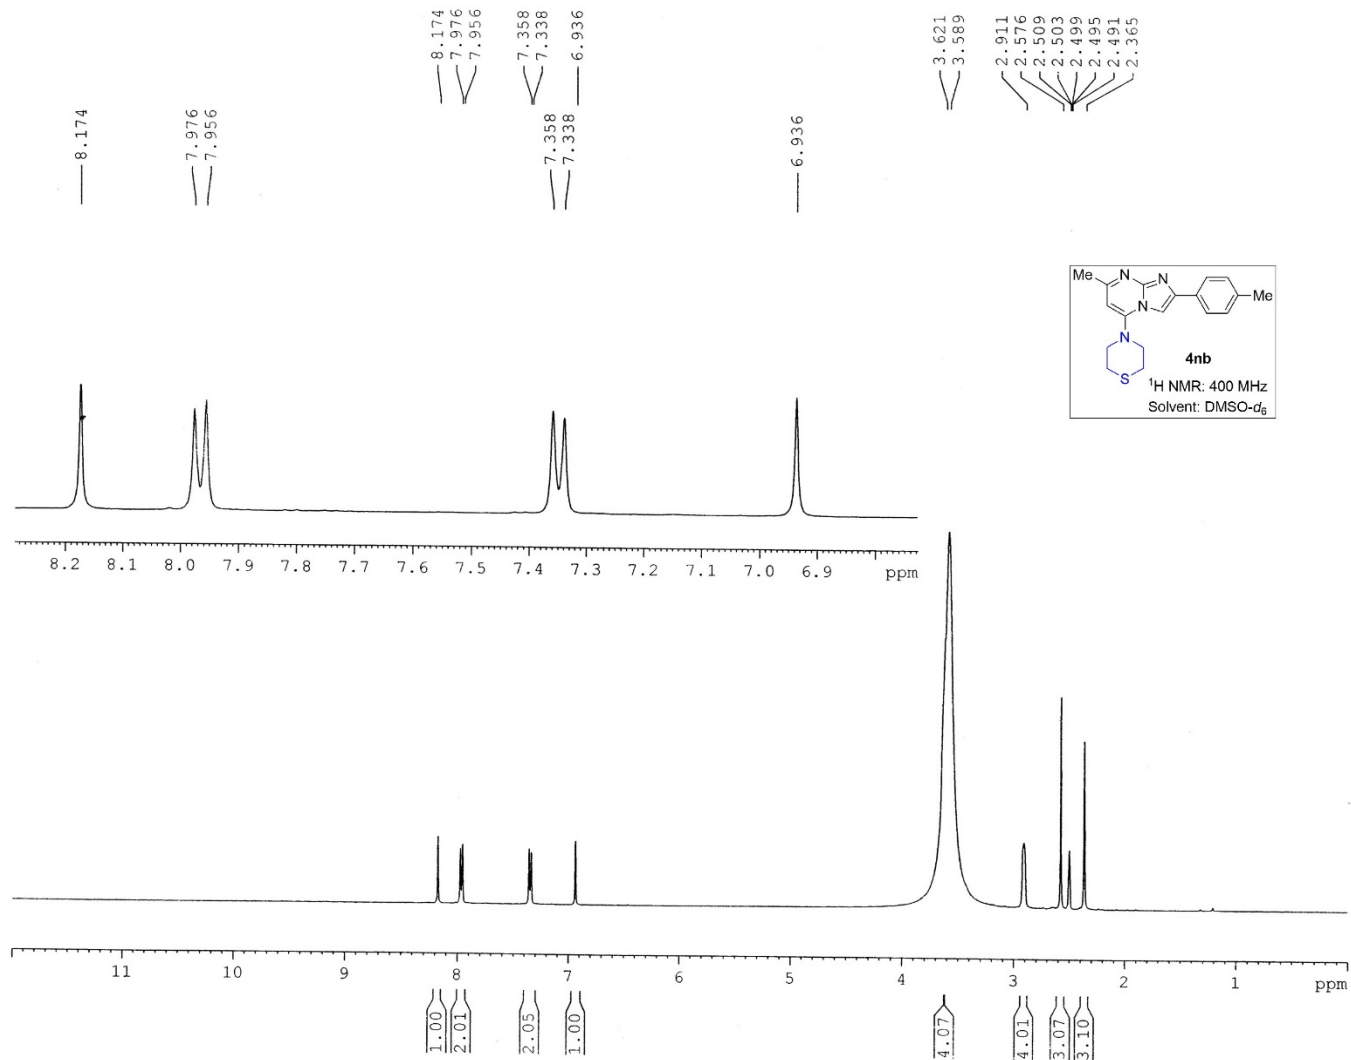 8.174
7.976
7.956
7.358
7.338
6.936
3.621
3.589
2.911
2.576
2.509
2.503
2.499
2.495
2.491
2.365
8.174
7.976
7.956
7.358
7.338
6.936
Me N N Me
N
N
S
4nb
¹H NMR: 400 MHz
Solvent: DMSO-d₆
8.2 8.1 8.0 7.9 7.8 7.7 7.6 7.5 7.4 7.3 7.2 7.1 7.0 6.9 ppm
11 10 9 8 7 6 5 4 3 2 1 ppm
1.00 2.01 2.05 1.00 4.07 4.01 3.07 3.10